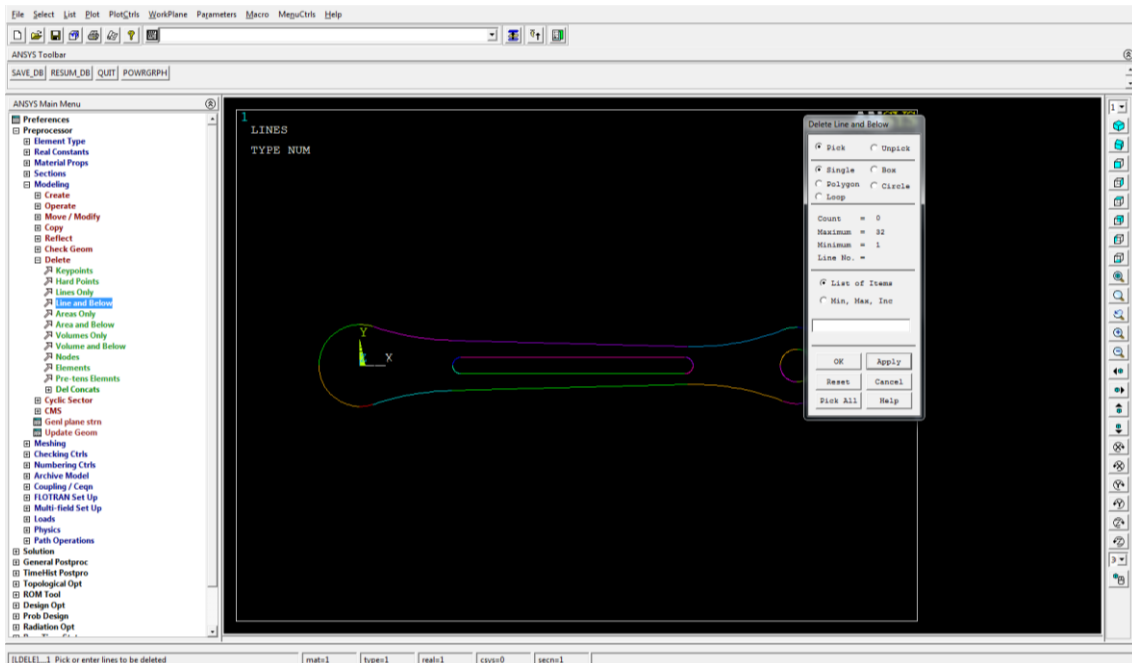 File Select List Plot PlotCtrls WorkPlane Parameters Macro MenuCtrls Help
ANSYS Toolbar
SAVE_DB RESUM_DB QUIT POWRGRPH
ANSYS Main Menu
Preferences
Preprocessor
Element Type
Real Constants
Material Props
Sections
Modeling
Create
Operate
Move / Modify
Copy
Reflect
Check Geom
Delete
Keypoints
Hard Points
Lines Only
Line and Below
Areas Only
Area and Below
Volumes Only
Volume and Below
Nodes
Elements
Pre-tens Elemnts
Del Concats
Cyclic Sector
CMS
Genl plane strn
Update Geom
Meshing
Checking Ctrls
Numbering Ctrls
Archive Model
Coupling / Ceqn
FLOTRAN Set Up
Multi-field Set Up
Loads
Physics
Path Operations
Solution
General Postproc
TimeHist Postpro
Topological Opt
ROM Tool
Design Opt
Prob Design
Radiation Opt
1
LINES
TYPE NUM
Y
X
Delete Line and Below
Pick Unpick
Single Box
Polygon Circle
Loop
Count = 0
Maximum = 32
Minimum = 1
Line No. =
List of Items
Min, Max, Inc
OK Apply
Reset Cancel
Pick All Help
1
3
[LDELE]...1 Pick or enter lines to be deleted
mat=1 type=1 real=1 csys=0 secn=1